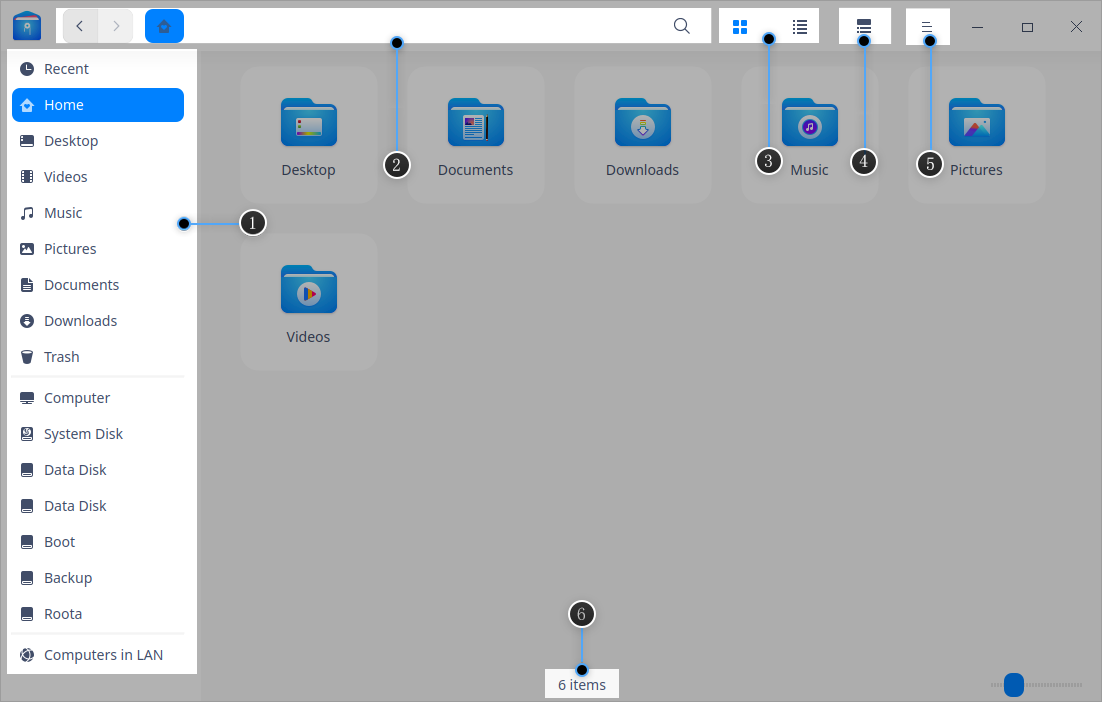 Recent
Home
Desktop
Videos
Music
Pictures
Documents
Downloads
Trash
Computer
System Disk
Data Disk
Data Disk
Boot
Backup
Roota
Computers in LAN
1
2
3
4
5
Desktop
Documents
Downloads
Music
Pictures
Videos
6
6 items